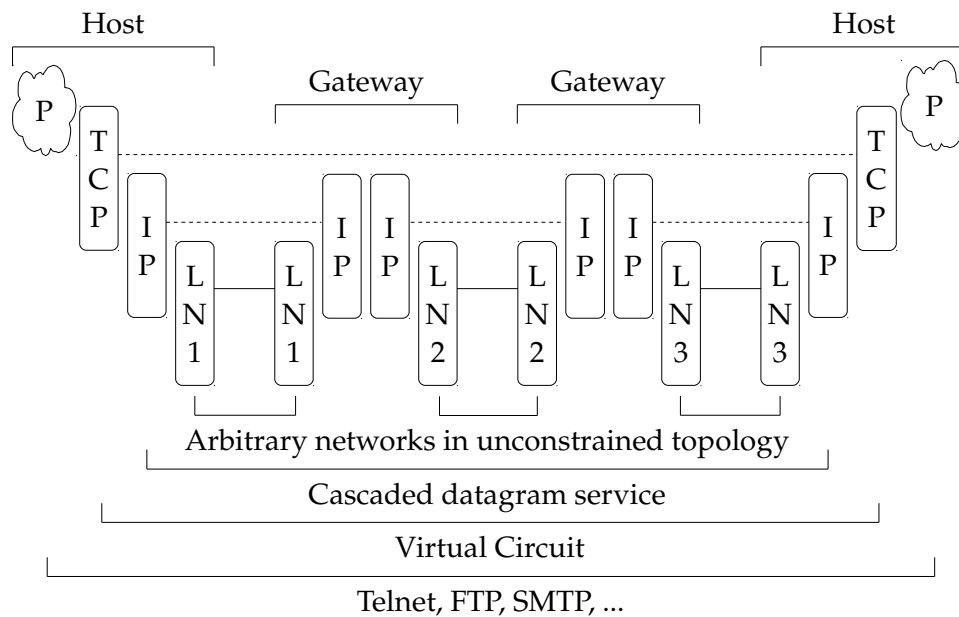 Host
Host
Gateway
Gateway
P
P
TCP
TCP
IP
IP
IP
IP
IP
IP
LN1
LN1
LN2
LN2
LN3
LN3
Arbitrary networks in unconstrained topology
Cascaded datagram service
Virtual Circuit
Telnet, FTP, SMTP, ...